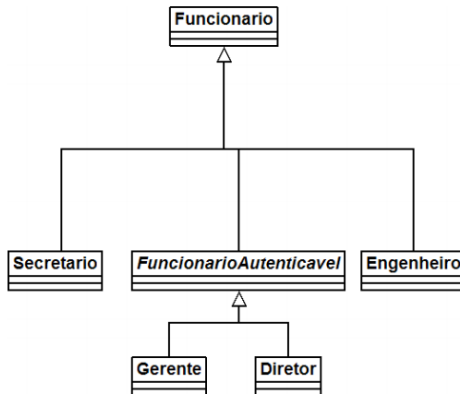 Funcionario
Secretario
FuncionarioAutenticavel
Engenheiro
Gerente
Diretor